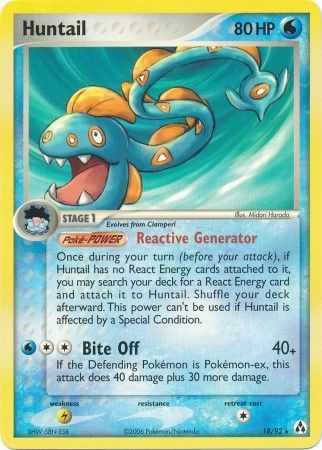 Huntail 80 HP
Illus. Midori Harada
STAGE 1
Evolves from Clamperl
Poké-POWER Reactive Generator
Once during your turn (before your attack), if
Huntail has no React Energy cards attached to it,
you may search your deck for a React Energy card
and attach it to Huntail. Shuffle your deck
afterward. This power can't be used if Huntail is
affected by a Special Condition.
Bite Off 40+
If the Defending Pokémon is Pokémon-ex, this
attack does 40 damage plus 30 more damage.
weakness resistance retreat cost
©2006 Pokémon/Nintendo 18/92